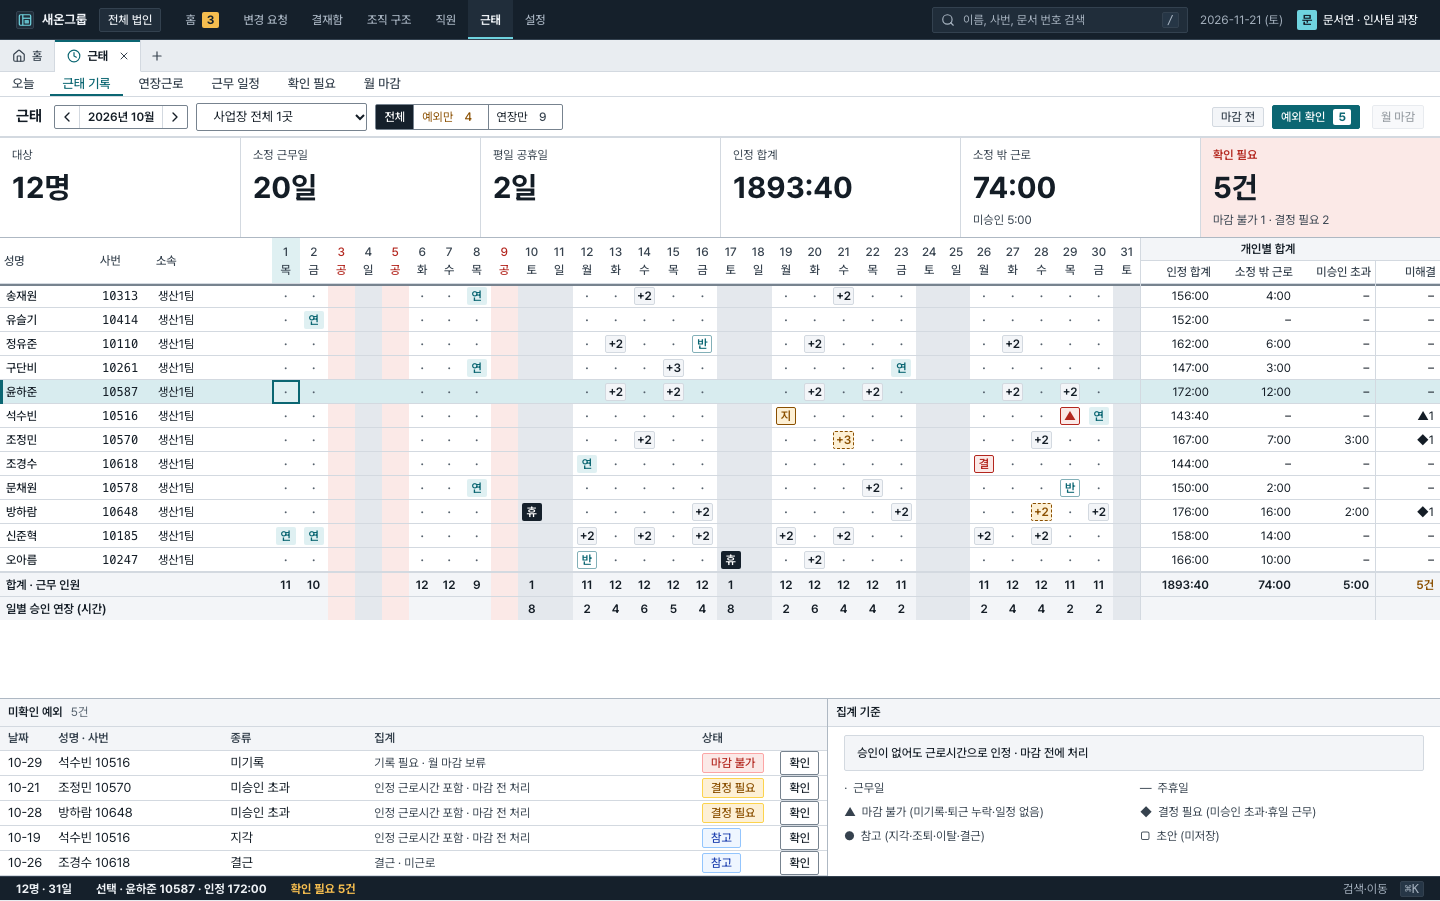 새온그룹 전체 법인 홈 3 변경 요청 결재함 조직 구조 직원 근태 설정 이름, 사번, 문서 번호 검색 / 2026-11-21 (토) 문 문서연 · 인사팀 과장
홈 근태 × +
오늘 근태 기록 연장근로 근무 일정 확인 필요 월 마감
근태 2026년 10월 사업장 전체 1곳 전체 예외만 4 연장만 9 마감 전 예외 확인 5 월 마감
대상 소정 근무일 평일 공휴일 인정 합계 소정 밖 근로 확인 필요
12명 20일 2일 1893:40 74:00 5건
미승인 5:00 마감 불가 1 · 결정 필요 2
성명 사번 소속 1 2 3 4 5 6 7 8 9 10 11 12 13 14 15 16 17 18 19 20 21 22 23 24 25 26 27 28 29 30 31 개인별 합계
목 금 공 일 공 화 수 목 공 토 일 월 화 수 목 금 토 일 월 화 수 목 금 토 일 월 화 수 목 금 토 인정 합계 소정 밖 근로 미승인 초과 미해결
송재원 10313 생산1팀 · · · · 연 · · +2 · · · · +2 · · · · · · · 156:00 4:00 – –
유슬기 10414 생산1팀 · 연 · · · · · · · · · · · · · · · · · · 152:00 – – –
정유준 10110 생산1팀 · · · · · · +2 · · 반 · +2 · · · · +2 · · · 162:00 6:00 – –
구단비 10261 생산1팀 · · · · 연 · · · +3 · · · · · 연 · · · · · 147:00 3:00 – –
윤하준 10587 생산1팀 · · · · · · +2 · +2 · · +2 · +2 · · +2 · +2 · 172:00 12:00 – –
석수빈 10516 생산1팀 · · · · · · · · · · 지 · · · · · · · ▲ 연 143:40 – – ▲1
조정민 10570 생산1팀 · · · · · · · +2 · · · · +3 · · · · +2 · · 167:00 7:00 3:00 ◆1
조경수 10618 생산1팀 · · · · · 연 · · · · · · · · · 결 · · · · 144:00 – – –
문채원 10578 생산1팀 · · · · 연 · · · · · · · · +2 · · · · 반 · 150:00 2:00 – –
방하람 10648 생산1팀 · · · · · 휴 · · · · +2 · · · · +2 · · +2 · +2 176:00 16:00 2:00 ◆1
신준혁 10185 생산1팀 연 연 · · · +2 · +2 · +2 +2 · +2 · · +2 · +2 · · 158:00 14:00 – –
오아름 10247 생산1팀 · · · · · 반 · · · · 휴 · +2 · · · · · · · · 166:00 10:00 – –
합계 · 근무 인원 11 10 12 12 9 1 11 12 12 12 12 1 12 12 12 12 11 11 12 12 11 11 1893:40 74:00 5:00 5건
일별 승인 연장 (시간) 8 2 4 6 5 4 8 2 6 4 4 2 2 4 4 2 2
미확인 예외 5건
날짜 성명 · 사번 종류 집계 상태
10-29 석수빈 10516 미기록 기록 필요 · 월 마감 보류 마감 불가 확인
10-21 조정민 10570 미승인 초과 인정 근로시간 포함 · 마감 전 처리 결정 필요 확인
10-28 방하람 10648 미승인 초과 인정 근로시간 포함 · 마감 전 처리 결정 필요 확인
10-19 석수빈 10516 지각 인정 근로시간 포함 · 마감 전 처리 참고 확인
10-26 조경수 10618 결근 결근 · 미근로 참고 확인
집계 기준
승인이 없어도 근로시간으로 인정 · 마감 전에 처리
· 근무일 — 주휴일
▲ 마감 불가 (미기록·퇴근 누락·일정 없음) ◆ 결정 필요 (미승인 초과·휴일 근무)
● 참고 (지각·조퇴·이탈·결근) ▢ 초안 (미저장)
12명 · 31일 선택 · 윤하준 10587 · 인정 172:00 확인 필요 5건 검색·이동 ⌘K